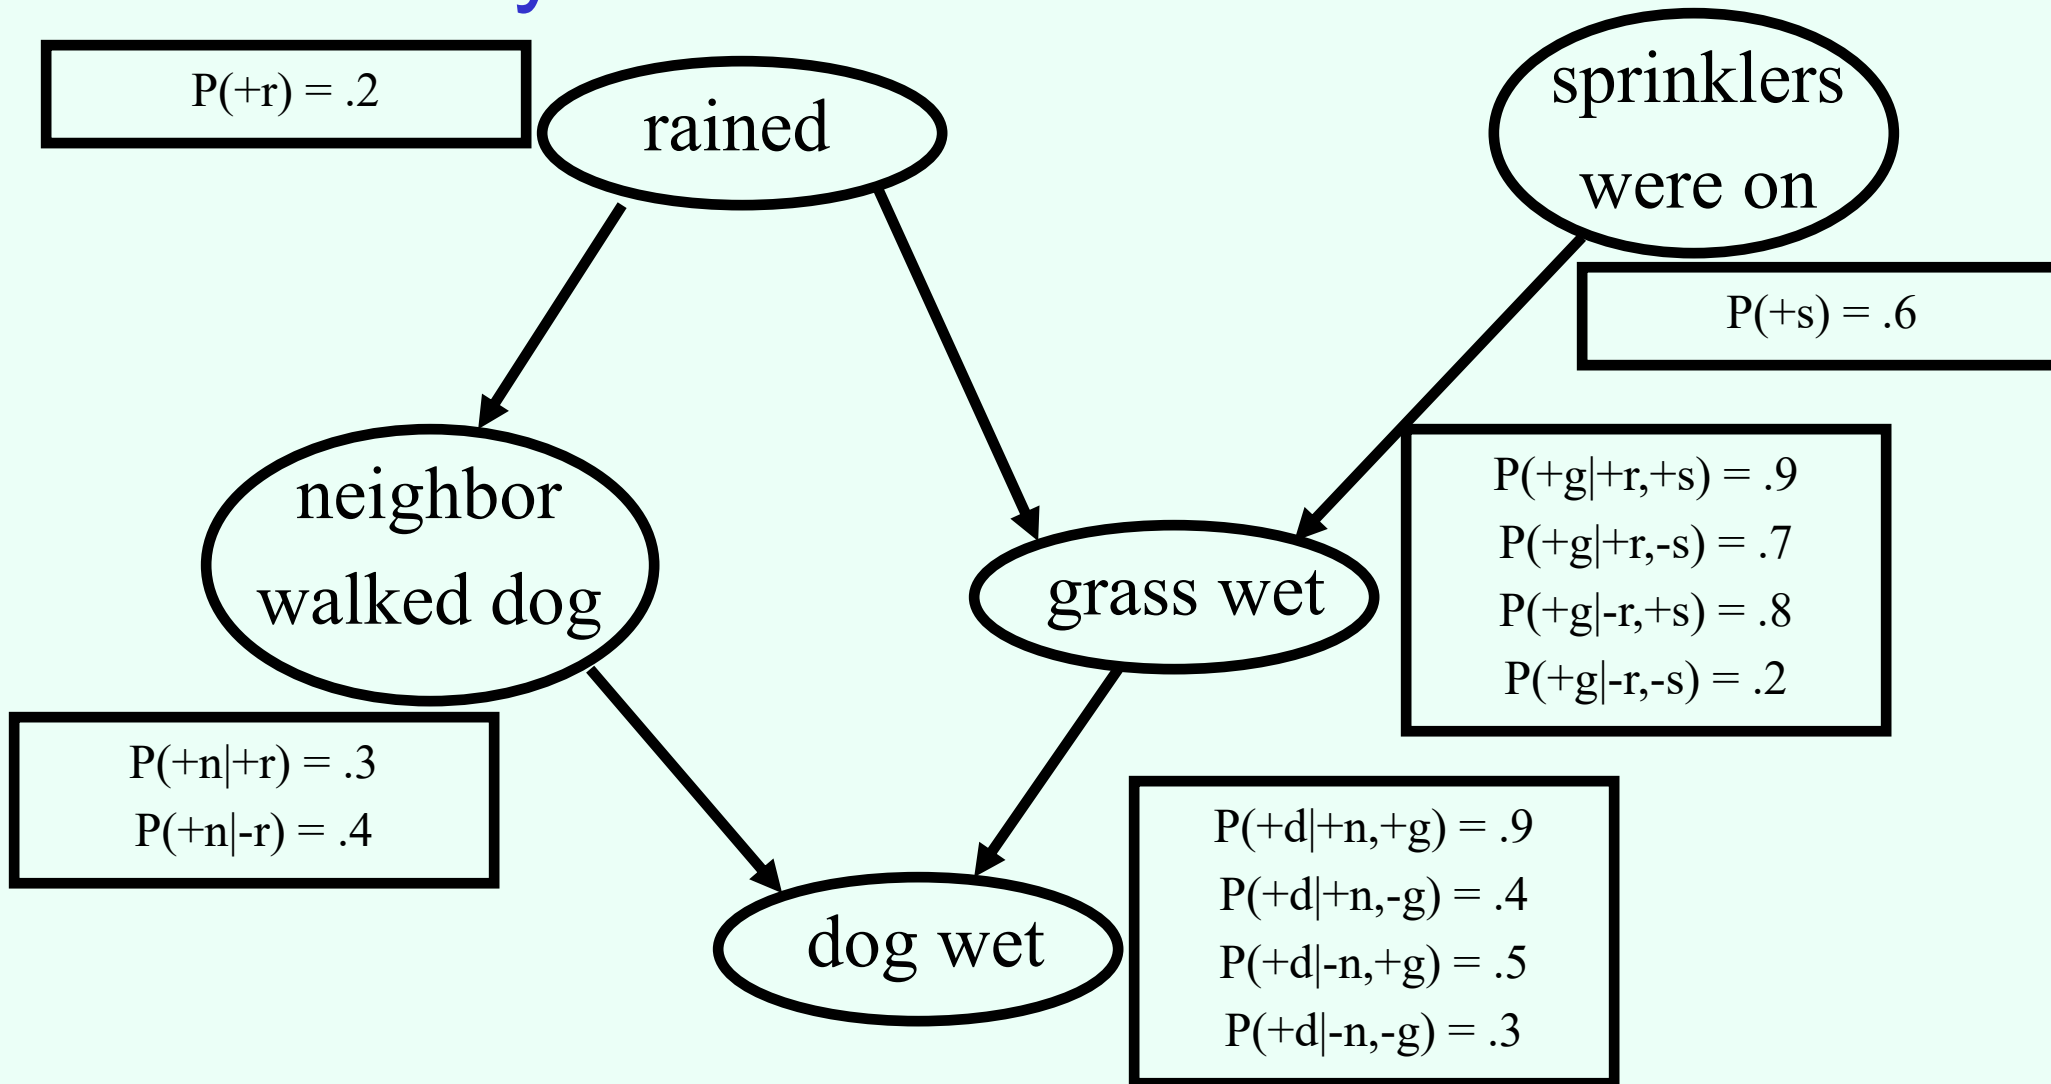 P(+r) = .2
rained
sprinklers
were on
P(+s) = .6
neighbor
walked dog
grass wet
P(+g|+r,+s) = .9
P(+g|+r,-s) = .7
P(+g|-r,+s) = .8
P(+g|-r,-s) = .2
P(+n|+r) = .3
P(+n|-r) = .4
dog wet
P(+d|+n,+g) = .9
P(+d|+n,-g) = .4
P(+d|-n,+g) = .5
P(+d|-n,-g) = .3